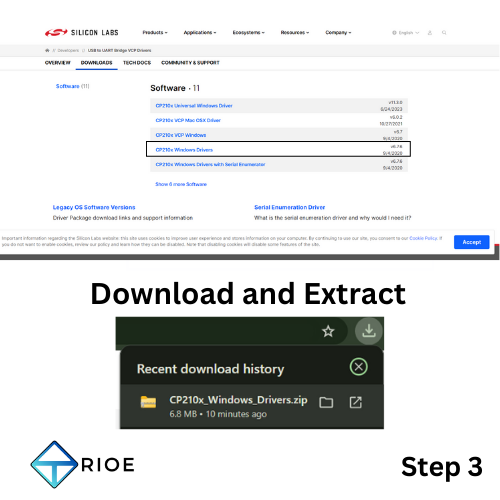 SILICON LABS
Products
Applications
Ecosystems
Resources
Company
English
// Developers // USB to UART Bridge VCP Drivers
OVERVIEW DOWNLOADS TECH DOCS COMMUNITY & SUPPORT
Software (11)
Software · 11
CP210x Universal Windows Driver
v11.3.0
6/24/2023
CP210x VCP Mac OSX Driver
v6.0.2
10/27/2021
CP210x VCP Windows
v6.7
9/4/2020
CP210x Windows Drivers
v6.7.6
9/4/2020
CP210x Windows Drivers with Serial Enumerator
v6.7.6
9/4/2020
Show 6 more Software
Legacy OS Software Versions
Driver Package download links and support information
Serial Enumeration Driver
What is the serial enumeration driver and why would I need it?
Important information regarding the Silicon Labs website: this site uses cookies to improve user experience and stores information on your computer. By continuing to use our site, you consent to our Cookie Policy. If
you do not want to enable cookies, review our policy and learn how they can be disabled. Note that disabling cookies will disable some features of the site.
Accept
Download and Extract
Recent download history
CP210x_Windows_Drivers.zip
6.8 MB • 10 minutes ago
TRIOE
Step 3